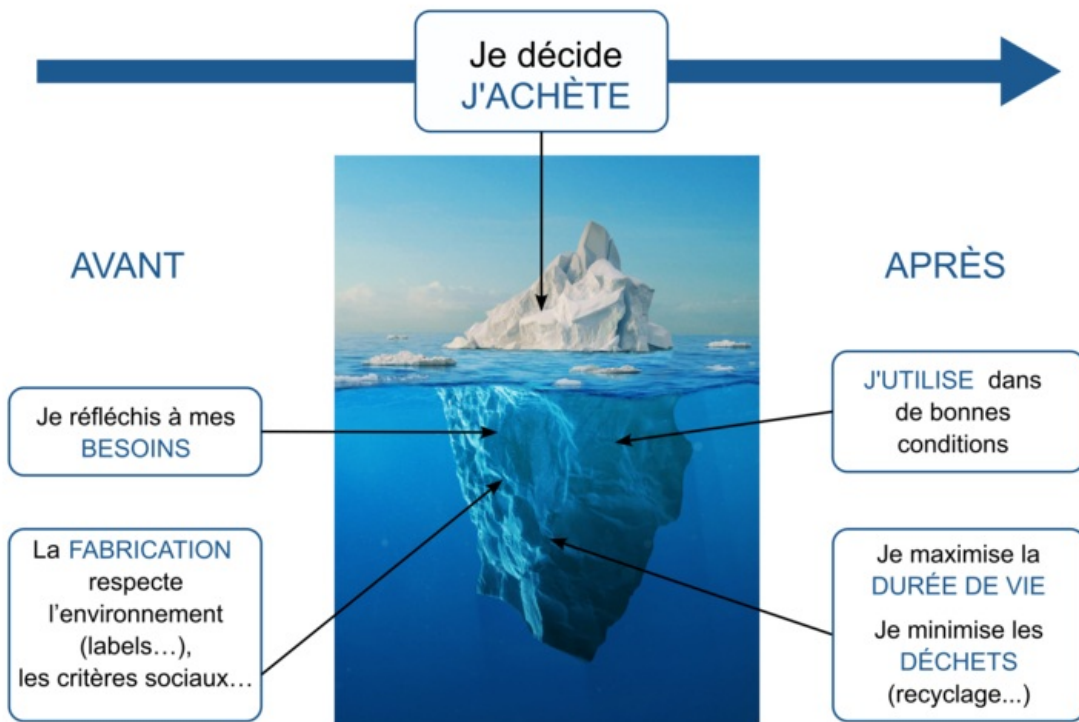 Je décide
J'ACHÈTE
AVANT
APRÈS
Je réfléchis à mes
BESOINS
La FABRICATION
respecte
l’environnement
(labels…),
les critères sociaux…
J'UTILISE dans
de bonnes
conditions
Je maximise la
DURÉE DE VIE
Je minimise les
DÉCHETS
(recyclage...)